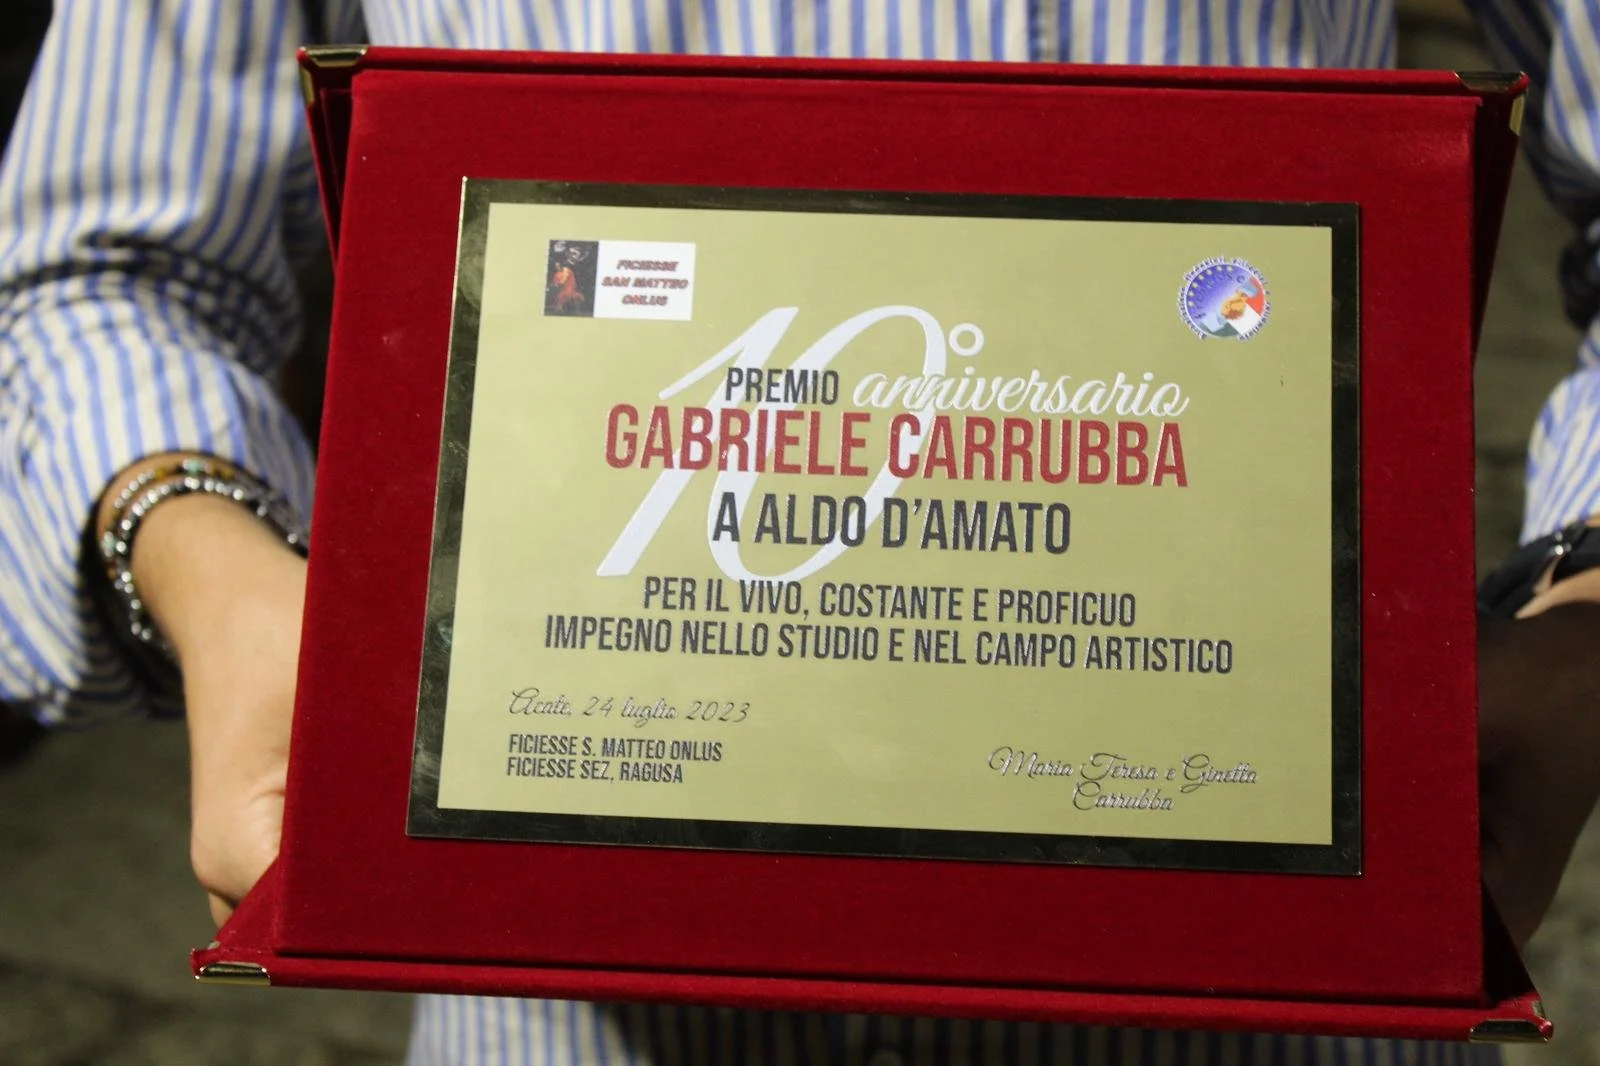 FICIESSE
SAN MATTEO
ONLUS
10°
PREMIO anniversario
GABRIELE CARRUBBA
A ALDO D'AMATO
PER IL VIVO, COSTANTE E PROFICUO
IMPEGNO NELLO STUDIO E NEL CAMPO ARTISTICO
Acate, 24 luglio 2023
FICIESSE S. MATTEO ONLUS
FICIESSE SEZ, RAGUSA
Maria Teresa e Ginetta
Carrubba